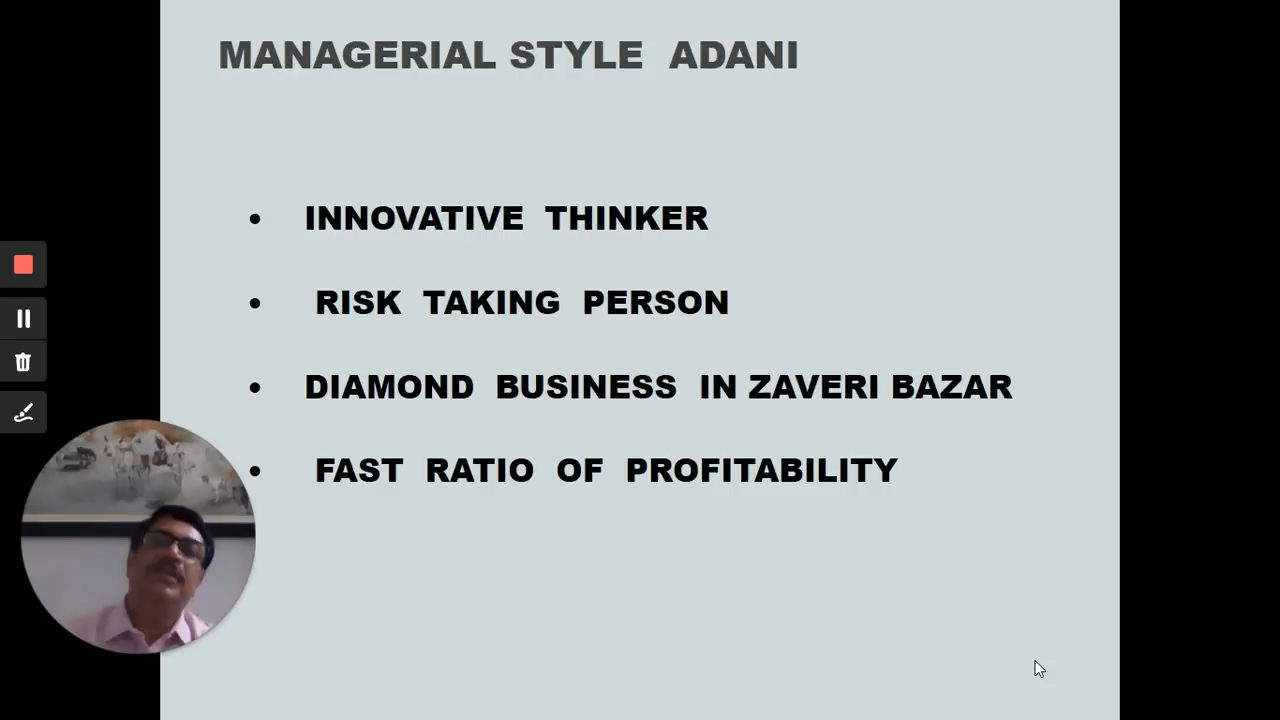 MANAGERIAL STYLE ADANI
• INNOVATIVE THINKER
• RISK TAKING PERSON
• DIAMOND BUSINESS IN ZAVERI BAZAR
• FAST RATIO OF PROFITABILITY